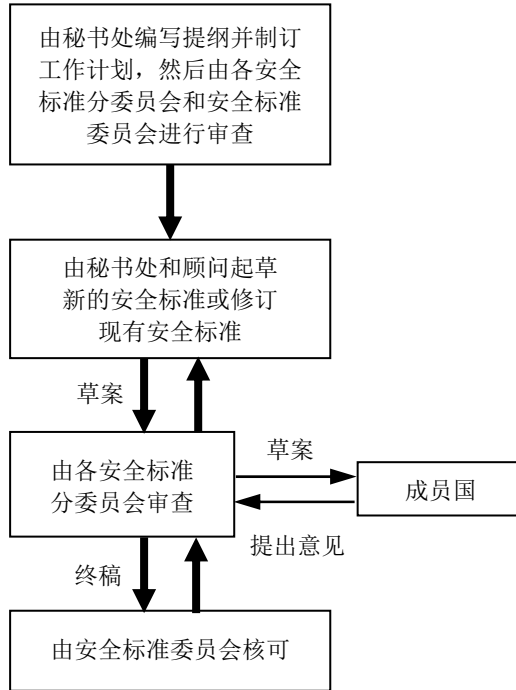 由秘书处编写提纲并制订
工作计划，然后由各安全
标准分委员会和安全标准
委员会进行审查
由秘书处和顾问起草
新的安全标准或修订
现有安全标准
草案
由各安全标准
分委员会审查
草案
成员国
提出意见
终稿
由安全标准委员会核可